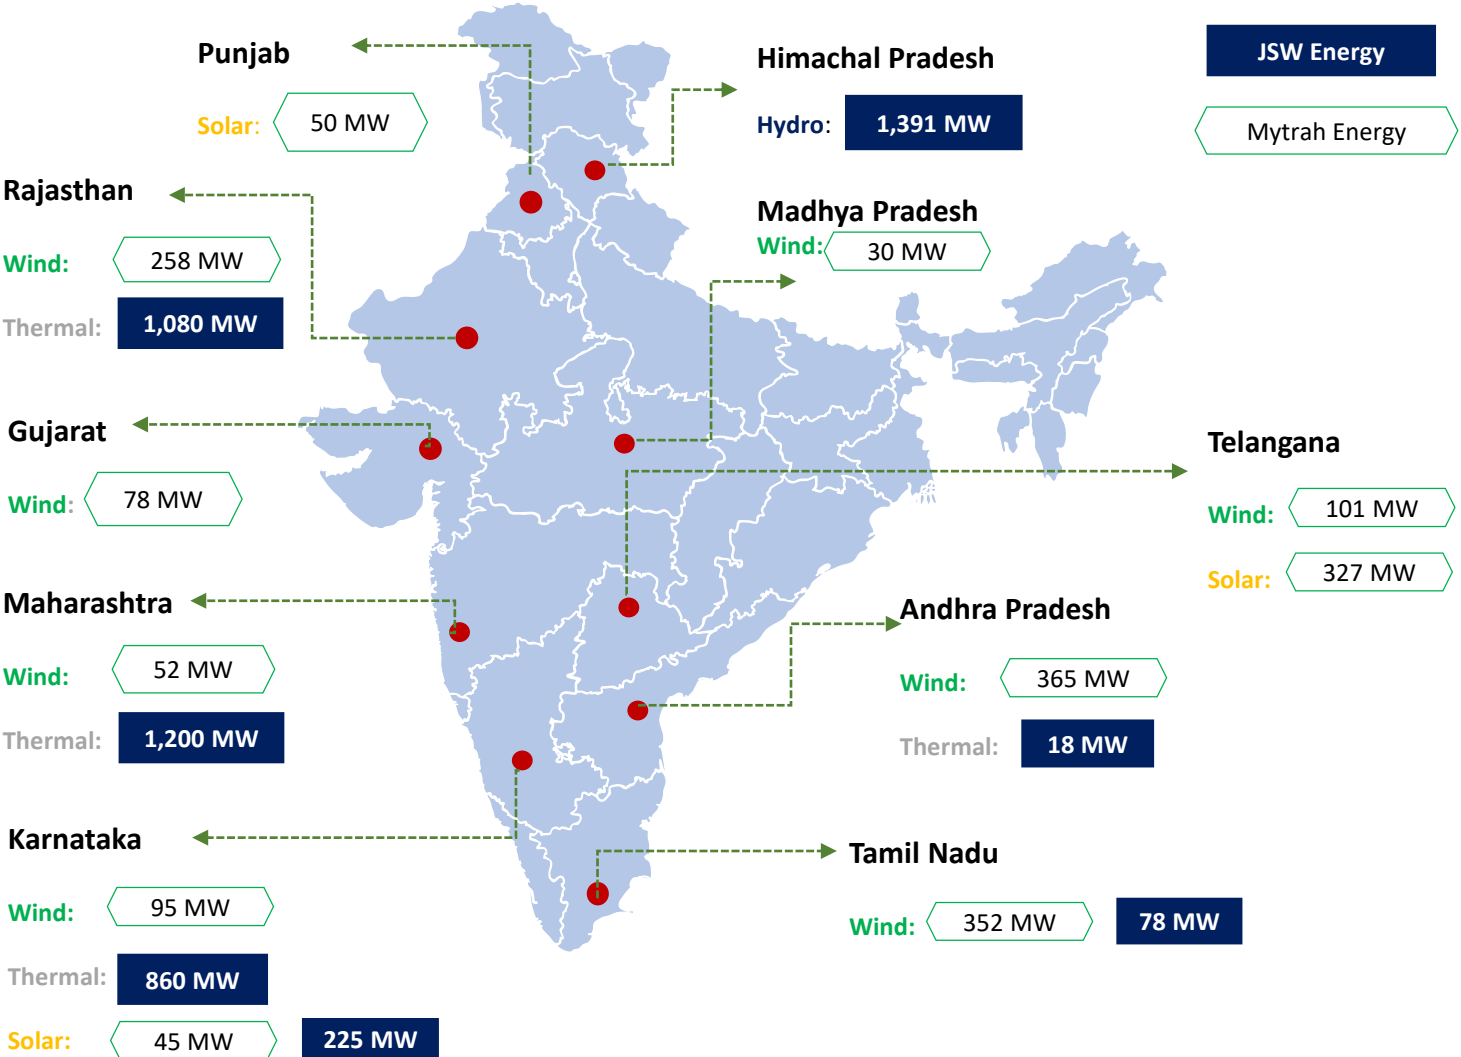 Punjab
Solar: 50 MW
Himachal Pradesh
Hydro: 1,391 MW
JSW Energy
Mytrah Energy
Rajasthan
Wind: 258 MW
Thermal: 1,080 MW
Madhya Pradesh
Wind: 30 MW
Gujarat
Wind: 78 MW
Telangana
Wind: 101 MW
Solar: 327 MW
Maharashtra
Wind: 52 MW
Thermal: 1,200 MW
Andhra Pradesh
Wind: 365 MW
Thermal: 18 MW
Karnataka
Wind: 95 MW
Thermal: 860 MW
Solar: 45 MW 225 MW
Tamil Nadu
Wind: 352 MW 78 MW